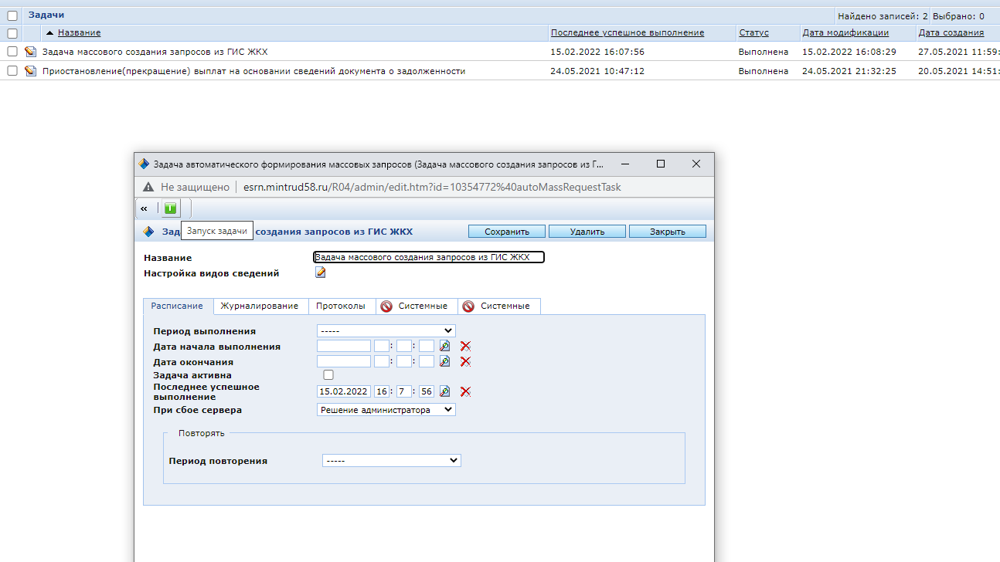 Задачи
Найдено записей: 2 Выбрано: 0
Название Последнее успешное выполнение Статус Дата модификации Дата создания
Задача массового создания запросов из ГИС ЖКХ 15.02.2022 16:07:56 Выполнена 15.02.2022 16:08:29 27.05.2021 11:59:
Приостановление(прекращение) выплат на основании сведений документа о задолженности 24.05.2021 10:47:12 Выполнена 24.05.2021 21:32:25 20.05.2021 14:51:
Задача автоматического формирования массовых запросов (Задача массового создания запросов из Г...
Не защищено esrn.mintrud58.ru/R04/admin/edit.htm?id=10354772%40autoMassRequestTask
«
Зад
Запуск задачи
создания запросов из ГИС ЖКХ Сохранить Удалить Закрыть
Название Задача массового создания запросов из ГИС ЖКХ
Настройка видов сведений
Расписание Журналирование Протоколы Системные Системные
Период выполнения -----
Дата начала выполнения : :
Дата окончания : :
Задача активна
Последнее успешное выполнение 15.02.2022 16 : 7 : 56
При сбое сервера Решение администратора
Повторять
Период повторения -----